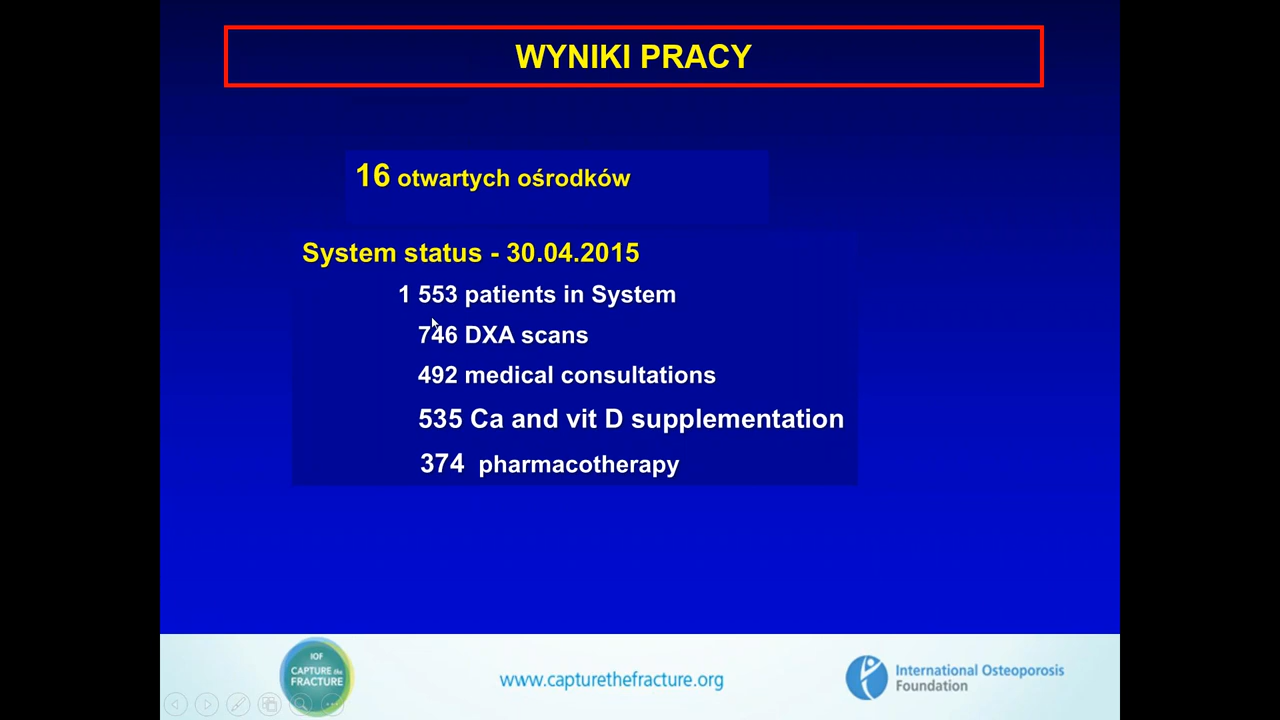 WYNIKI PRACY
16 otwartych ośrodków
System status - 30.04.2015
1 553 patients in System
746 DXA scans
492 medical consultations
535 Ca and vit D supplementation
374 pharmacotherapy
IOF
CAPTURE the
FRACTURE
www.capturethefracture.org
International Osteoporosis
Foundation